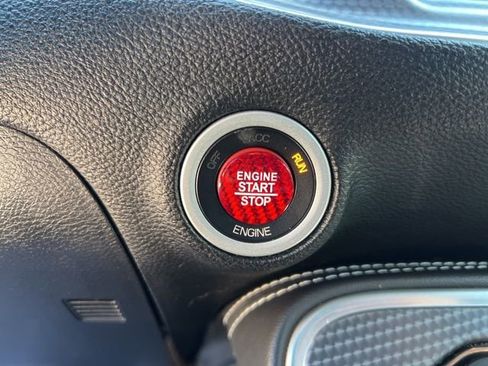 OFF
ACC
RUN
ENGINE
START
STOP
ENGINE